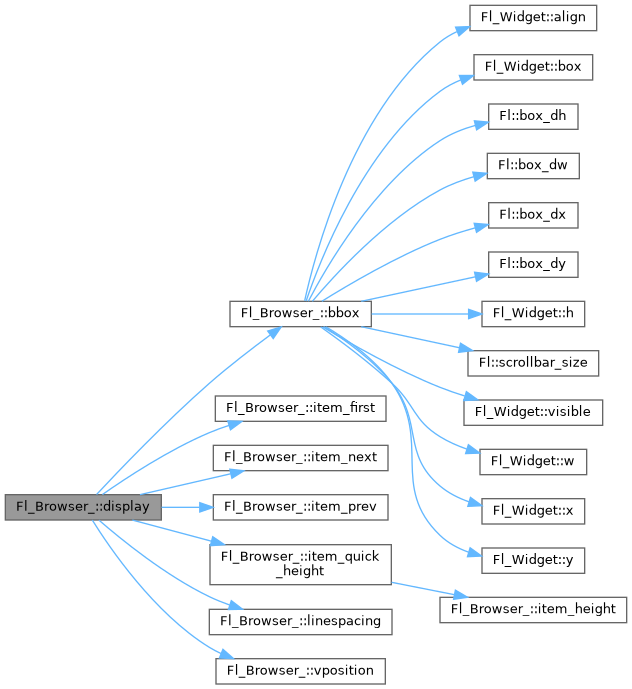 Fl_Widget::align
Fl_Widget::box
Fl::box_dh
Fl::box_dw
Fl::box_dx
Fl::box_dy
Fl_Browser_::bbox
Fl_Widget::h
Fl::scrollbar_size
Fl_Widget::visible
Fl_Widget::w
Fl_Widget::x
Fl_Widget::y
Fl_Browser_::display
Fl_Browser_::item_first
Fl_Browser_::item_next
Fl_Browser_::item_prev
Fl_Browser_::item_quick
_height
Fl_Browser_::item_height
Fl_Browser_::linespacing
Fl_Browser_::vposition